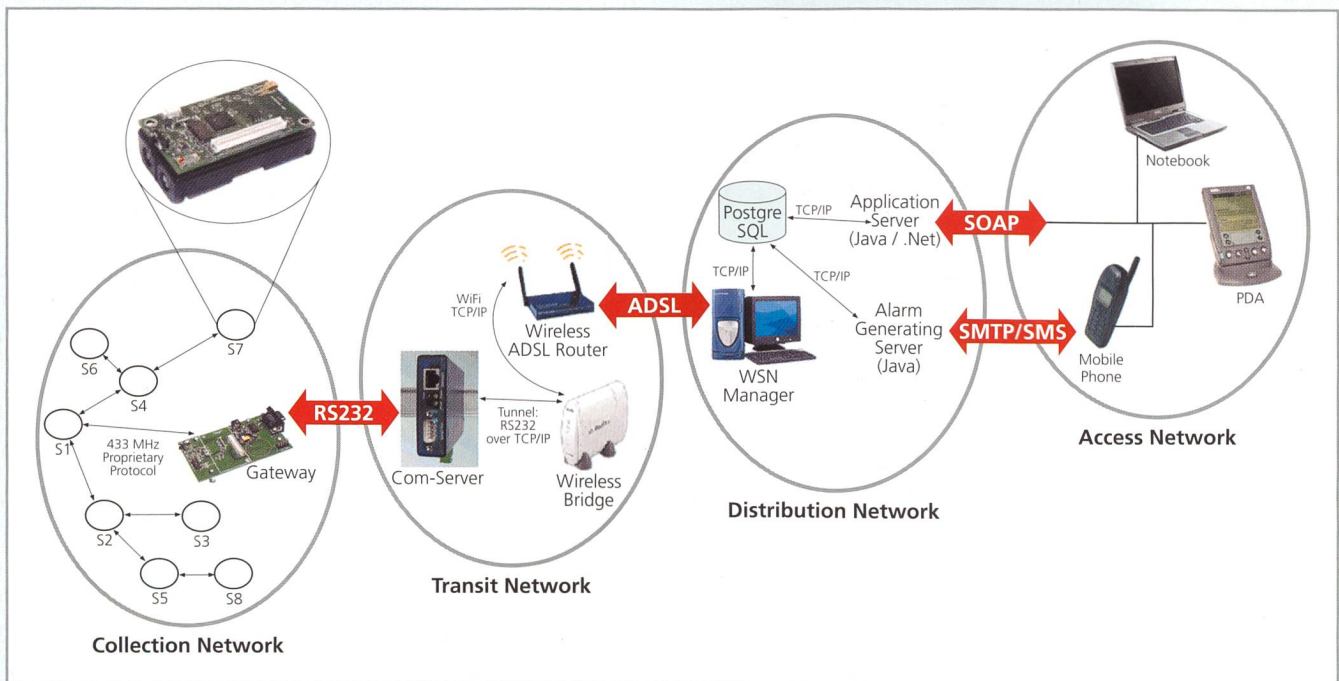 S7
S6
S4
S1
433 MHz
Proprietary
Protocol
Gateway
S2
S3
S5
S8
Collection Network
RS232
WiFi
TCP/IP
Wireless
ADSL Router
Com-Server
Tunnel:
RS232
over TCP/IP
Wireless
Bridge
Transit Network
ADSL
Postgre
SQL
TCP/IP
Application
Server
(Java / .Net)
TCP/IP
TCP/IP
WSN
Manager
Alarm
Generating
Server
(Java)
Distribution Network
SOAP
SMTP/SMS
Notebook
PDA
Mobile
Phone
Access Network